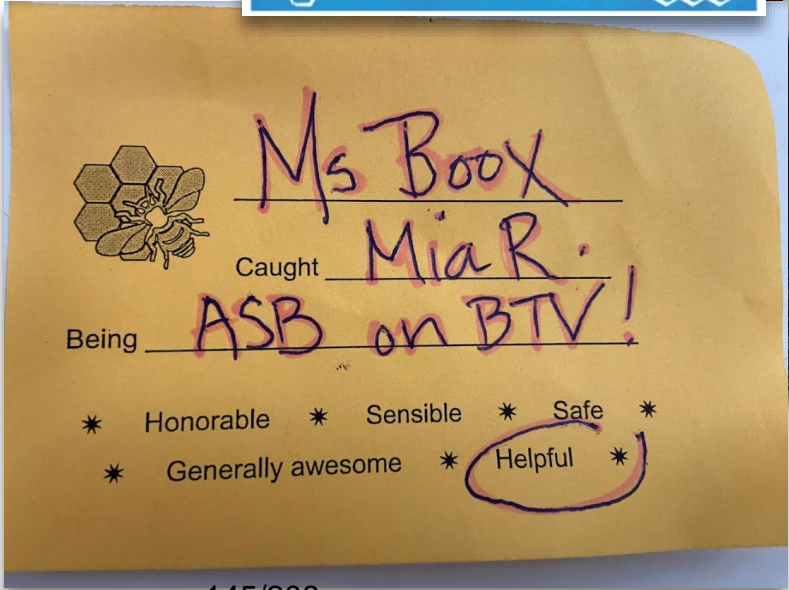 Ms Boox
Caught Mia R.
Being ASB on BTV!
Honorable Sensible Safe
Generally awesome Helpful